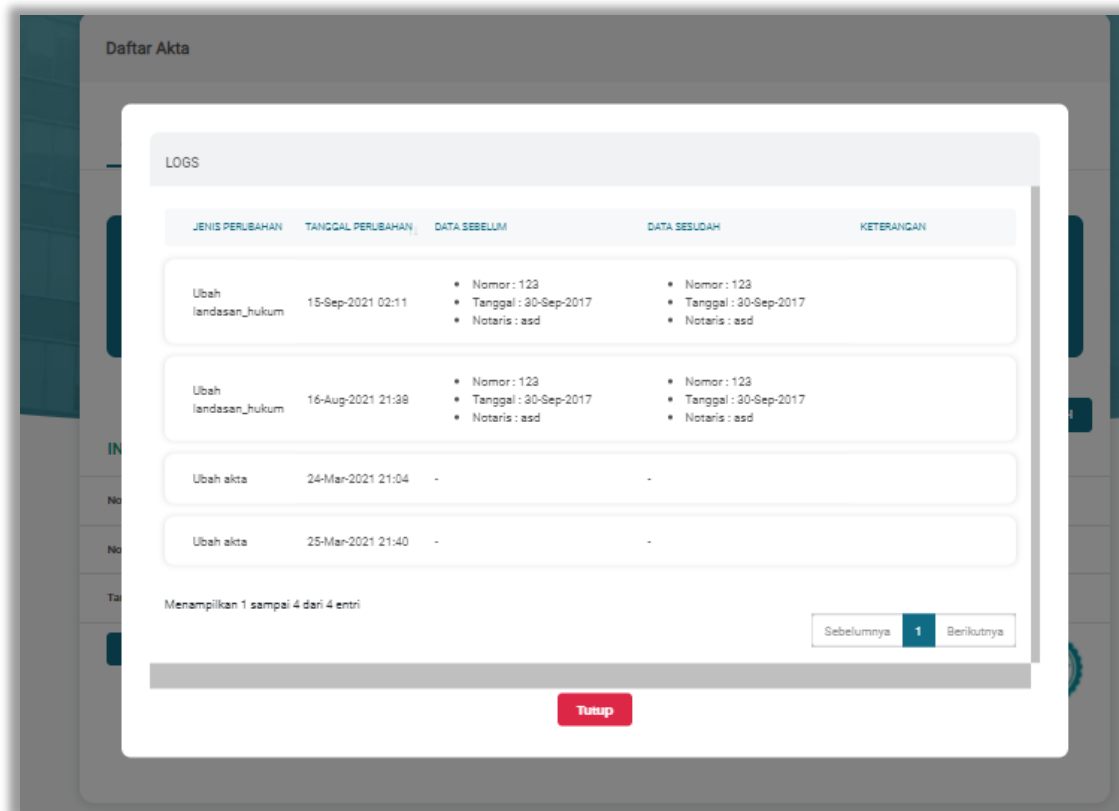 Daftar Akta
LOGS
JENIS PERUBAHAN TANGGAL PERUBAHAN DATA SEBELUM DATA SESUDAH KETERANGAN
Ubah landasan_hukum 15-Sep-2021 02:11
• Nomor : 123
• Tanggal : 30-Sep-2017
• Notaris : asd
• Nomor : 123
• Tanggal : 30-Sep-2017
• Notaris : asd
Ubah landasan_hukum 16-Aug-2021 21:38
• Nomor : 123
• Tanggal : 30-Sep-2017
• Notaris : asd
• Nomor : 123
• Tanggal : 30-Sep-2017
• Notaris : asd
Ubah akta 24-Mar-2021 21:04 - -
Ubah akta 25-Mar-2021 21:40 - -
Menampilkan 1 sampai 4 dari 4 entri
Sebelumnya 1 Berikutnya
Tutup